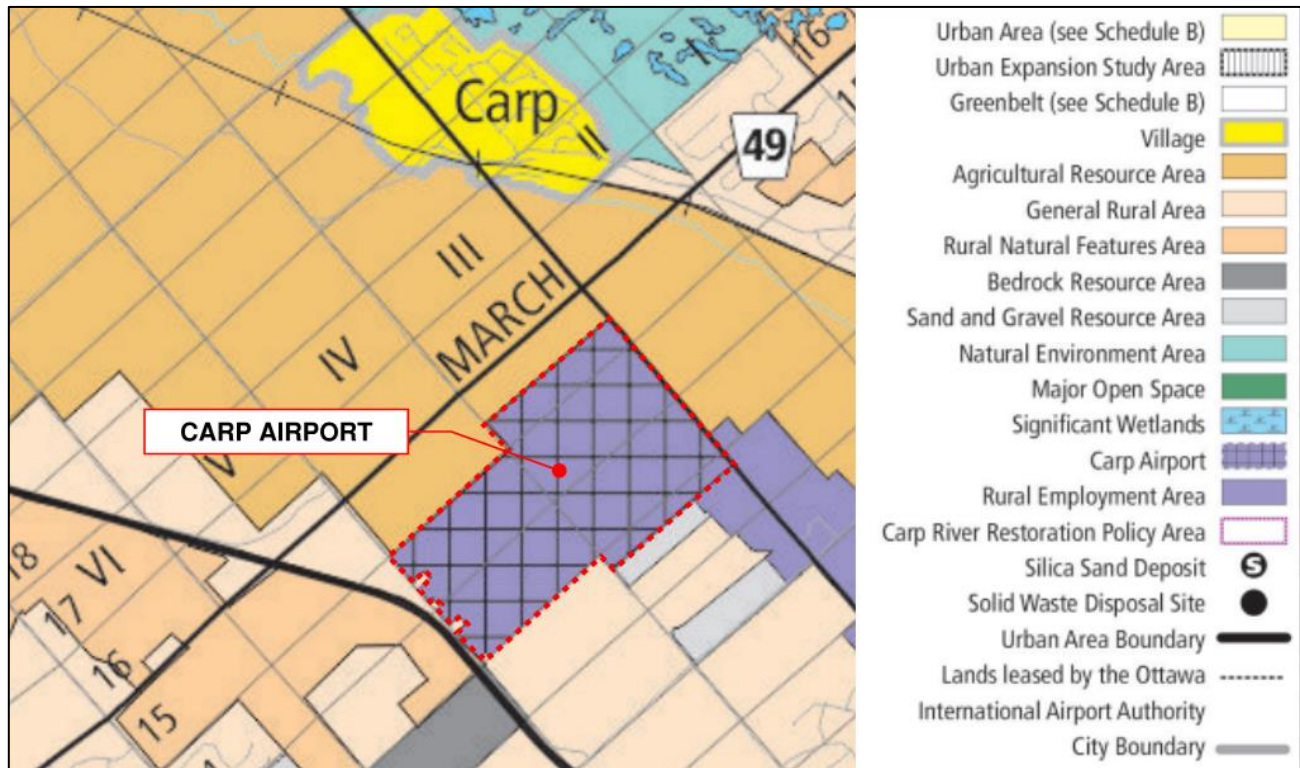 16
Carp
II
49
III
MARCH
IV
CARP AIRPORT
V
18
VI
17
16
15
Urban Area (see Schedule B)
Urban Expansion Study Area
Greenbelt (see Schedule B)
Village
Agricultural Resource Area
General Rural Area
Rural Natural Features Area
Bedrock Resource Area
Sand and Gravel Resource Area
Natural Environment Area
Major Open Space
Significant Wetlands
Carp Airport
Rural Employment Area
Carp River Restoration Policy Area
Silica Sand Deposit S
Solid Waste Disposal Site
Urban Area Boundary
Lands leased by the Ottawa
International Airport Authority
City Boundary